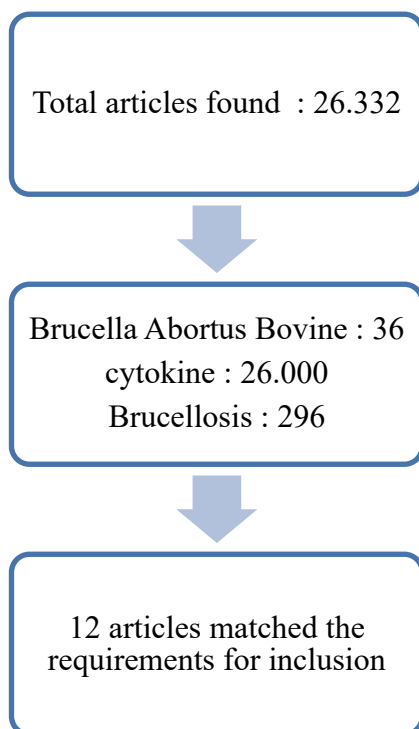 Total articles found : 26.332
Brucella Abortus Bovine : 36
cytokine : 26.000
Brucellosis : 296
12 articles matched the
requirements for inclusion